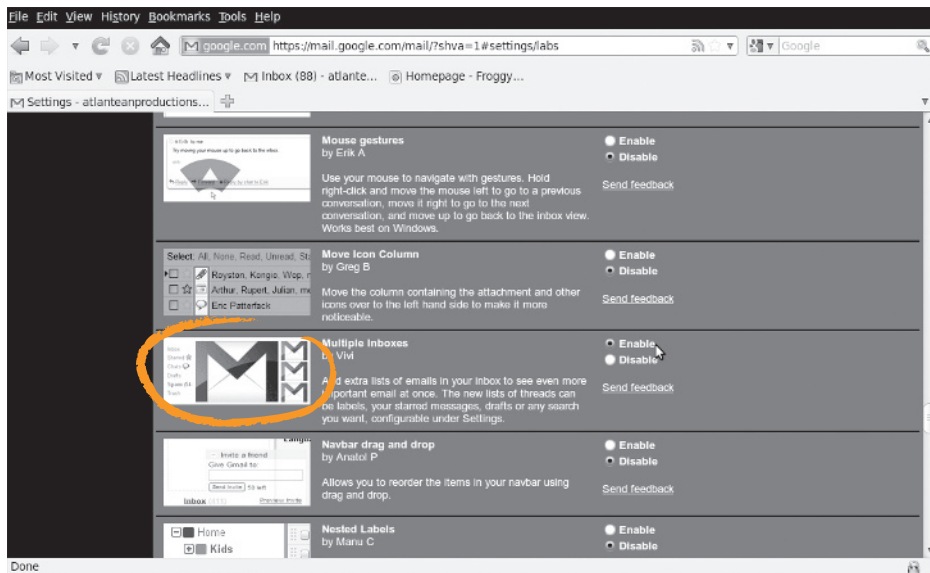 File Edit View History Bookmarks Tools Help
google.com https://mail.google.com/mail/?shva=1#settings/labs
Google
Most Visited Latest Headlines Inbox (88) - atlante... Homepage - Froggy...
Settings - atlanteanproductions...
Mouse gestures
by Erik A
Enable
Disable
Use your mouse to navigate with gestures. Hold
right-click and move the mouse left to go to a previous
conversation, move it right to go to the next
conversation, and move up to go back to the inbox view.
Works best on Windows.
Send feedback
Select: All, None, Read, Unread,
Arthur, Rupert, Julian,
Move Icon Column
by Greg B
Enable
Disable
Move the column containing the attachment and other
icons over to the left hand side to make it more
noticeable.
Send feedback
Multiple Inboxes
Vivi
Enable
Disable
extra lists of emails in your inbox to see even more
important email at once. The new lists of threads can
be labels, your starred messages, drafts or any search
you want, configurable under Settings.
Send feedback
Invite a friend
Give Gmail to:
Send Invite 50 left
Inbox
Preview Invite
Navbar drag and drop
by Anatol P
Enable
Disable
Allows you to reorder the items in your navbar using
drag and drop.
Send feedback
Home
Kids
Nested Labels
by Manu C
Enable
Disable
Done